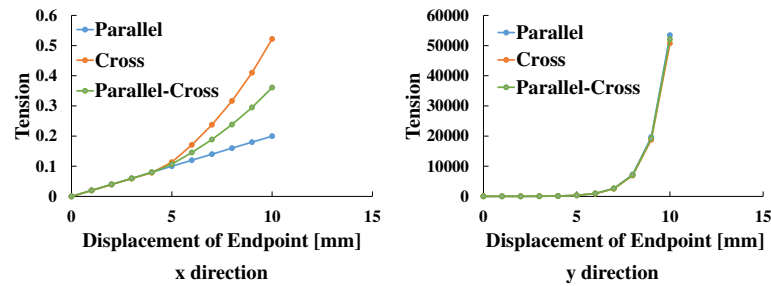 0.6
0.5
0.4
0.3
0.2
0.1
0
Tension
Parallel
Cross
Parallel-Cross
0 5 10 15
Displacement of Endpoint [mm]
x direction
60000
50000
40000
30000
20000
10000
0
Tension
Parallel
Cross
Parallel-Cross
0 5 10 15
Displacement of Endpoint [mm]
y direction